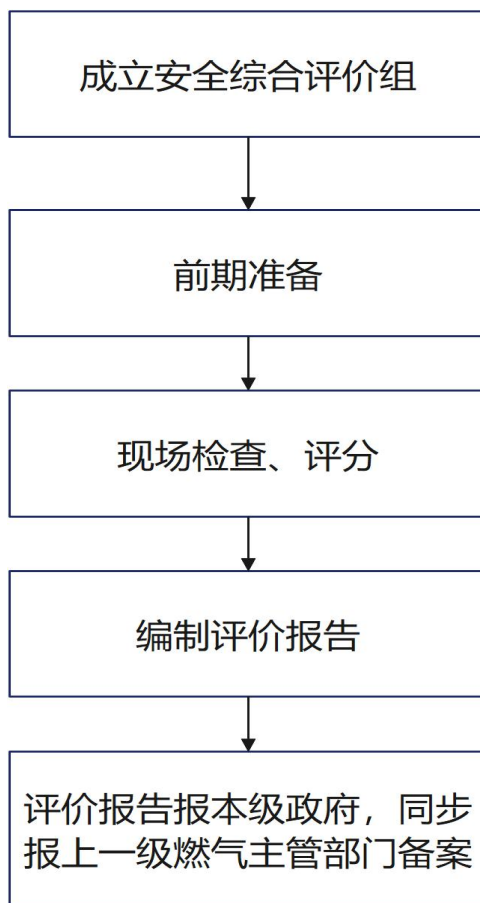 成立安全综合评价组
前期准备
现场检查、评分
编制评价报告
评价报告报本级政府，同步
报上一级燃气主管部门备案